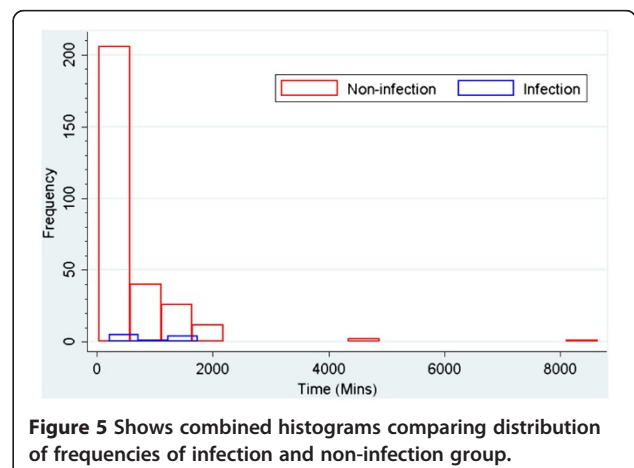 200
150
100
50
0
Frequency
Non-infection
Infection
0 2000 4000 6000 8000
Time (Mins)
Figure 5 Shows combined histograms comparing distribution
of frequencies of infection and non-infection group.